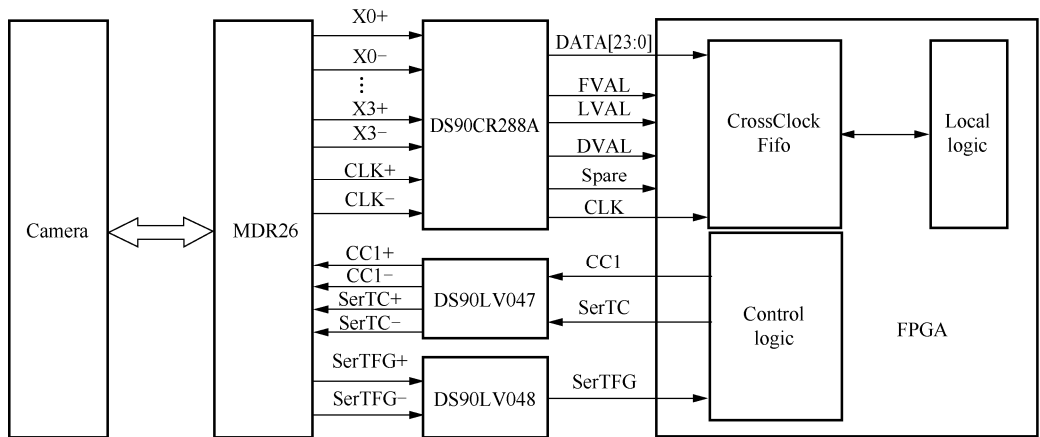 Camera
MDR26
X0+
X0−
⋮
X3+
X3−
CLK+
CLK−
DS90CR288A
DATA[23:0]
FVAL
LVAL
DVAL
Spare
CLK
CrossClock
Fifo
Local
logic
CC1+
CC1−
SerTC+
SerTC−
DS90LV047
CC1
SerTC
Control
logic
FPGA
SerTFG+
SerTFG−
DS90LV048
SerTFG